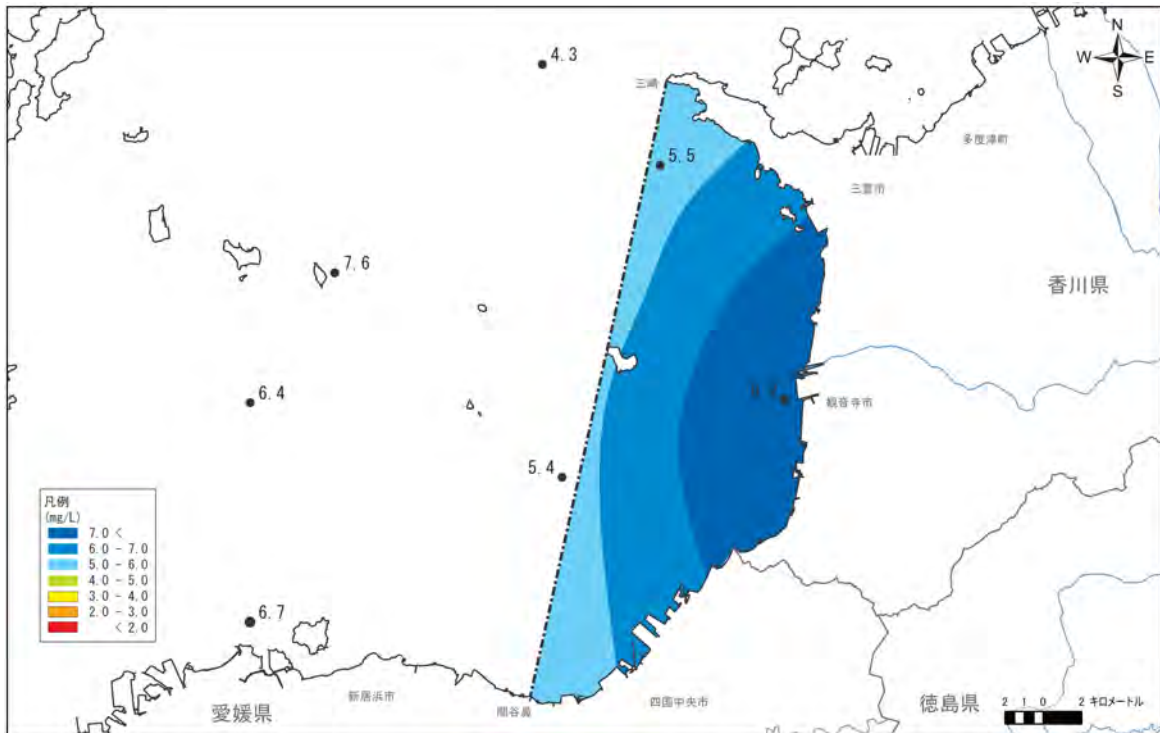 4.3
N
W E
S
三崎
多度津町
5.5
三豊市
7.6
香川県
6.4
観音寺市
5.4
凡例
(mg/L)
7.0 <
6.0 - 7.0
5.0 - 6.0
4.0 - 5.0
3.0 - 4.0
2.0 - 3.0
< 2.0
6.7
新居浜市
関谷鼻
四国中央市
愛媛県
徳島県
2 1 0 2 キロメートル